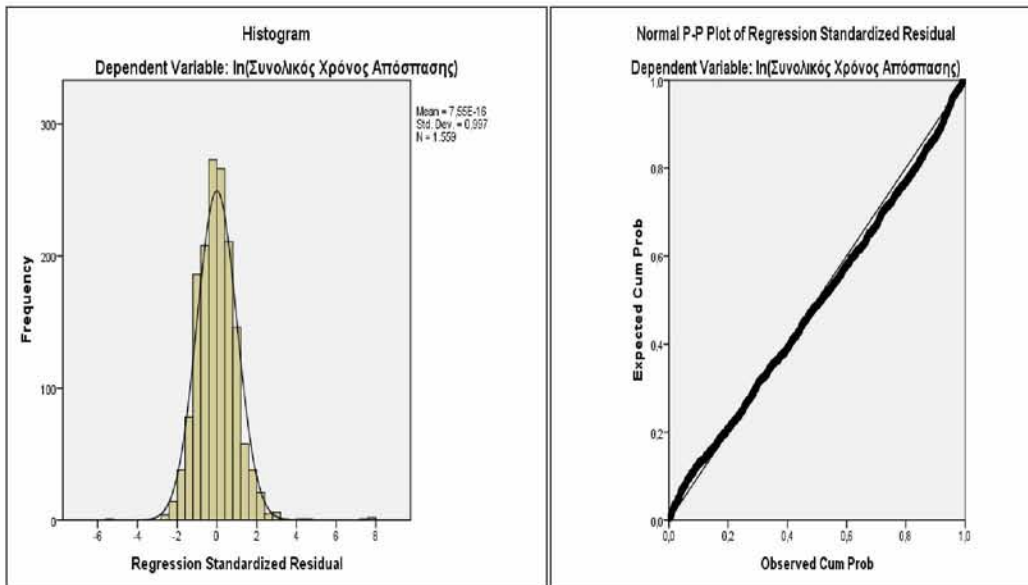 Histogram
Dependent Variable: ln(Συνολικός Χρόνος Απόσπασης)
Mean = 7,55E-16
Std. Dev. = 0,997
N = 1.559
300
200
100
0
Frequency
-6 -4 -2 0 2 4 6 8
Regression Standardized Residual
Normal P-P Plot of Regression Standardized Residual
Dependent Variable: ln(Συνολικός Χρόνος Απόσπασης)
1,0
0,8
0,6
0,4
0,2
0,0
Expected Cum Prob
0,0 0,2 0,4 0,6 0,8 1,0
Observed Cum Prob